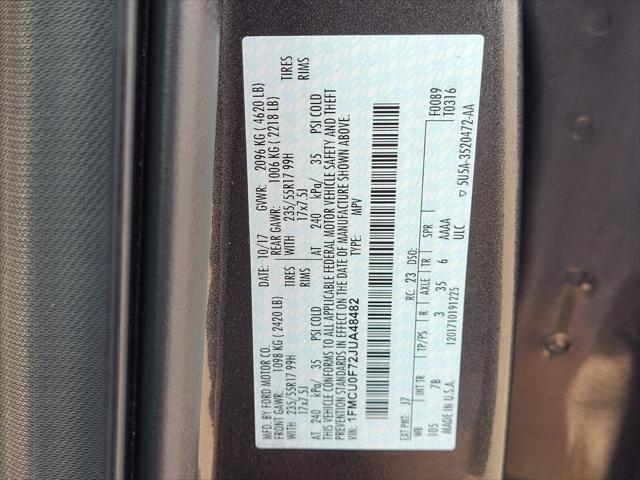 MFD. BY FORD MOTOR CO.
DATE: 10/17 GVWR: 2096 KG ( 4620 LB)
FRONT GAWR: 1098 KG (2420 LB) REAR GAWR: 1006 KG ( 2218 LB)
WITH 235/55R17 99H TIRES WITH 235/55R17 99H TIRES
17x7.5J RIMS 17x7.5J RIMS
AT 240 kPa/ 35 PSI COLD AT 240 kPa/ 35 PSI COLD
THIS VEHICLE CONFORMS TO ALL APPLICABLE FEDERAL MOTOR VEHICLE SAFETY AND THEFT
PREVENTION STANDARDS IN EFFECT ON THE DATE OF MANUFACTURE SHOWN ABOVE.
VIN: 1FMCU0F72JUA48482 TYPE: MPV
F0089
EXT PNT: J7 RC: 23 DSO: T0316
WB INT TR TP/PS R AXLE TR SPR
105 7B 3 35 6 AAAA
MADE IN U.S.A. 1201710191225 ULC
▽ 5U5A-3520472-AA